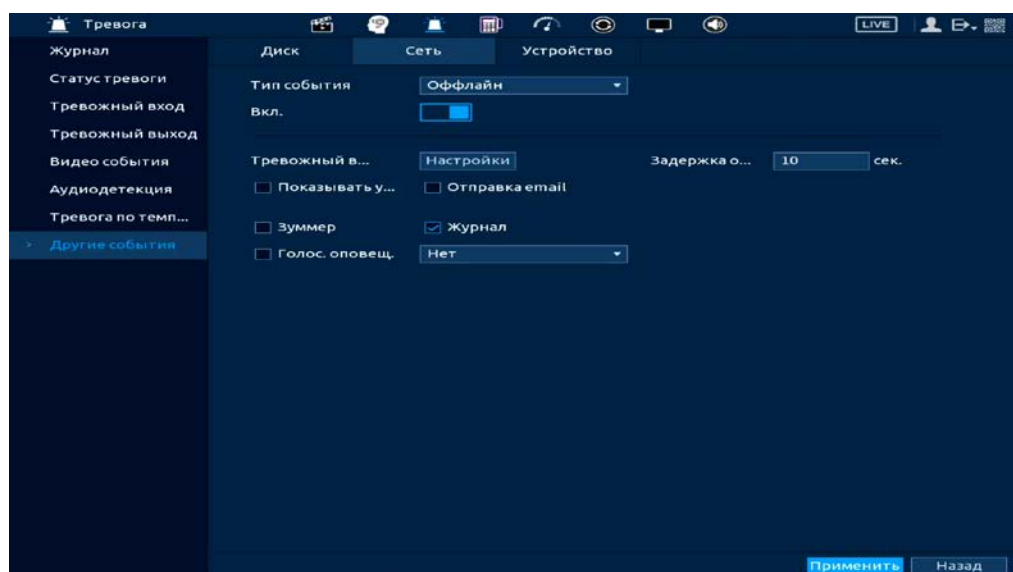 Тревога
LIVE
Журнал
Статус тревоги
Тревожный вход
Тревожный выход
Видео события
Аудиодетекция
Тревога по темп...
Другие события
Диск Сеть Устройство
Тип события Оффлайн
Вкл.
Тревожный в... Настройки Задержка о... 10 сек.
Показывать у... Отправка email
Зуммер Журнал
Голос. оповещ. Нет
Применить Назад